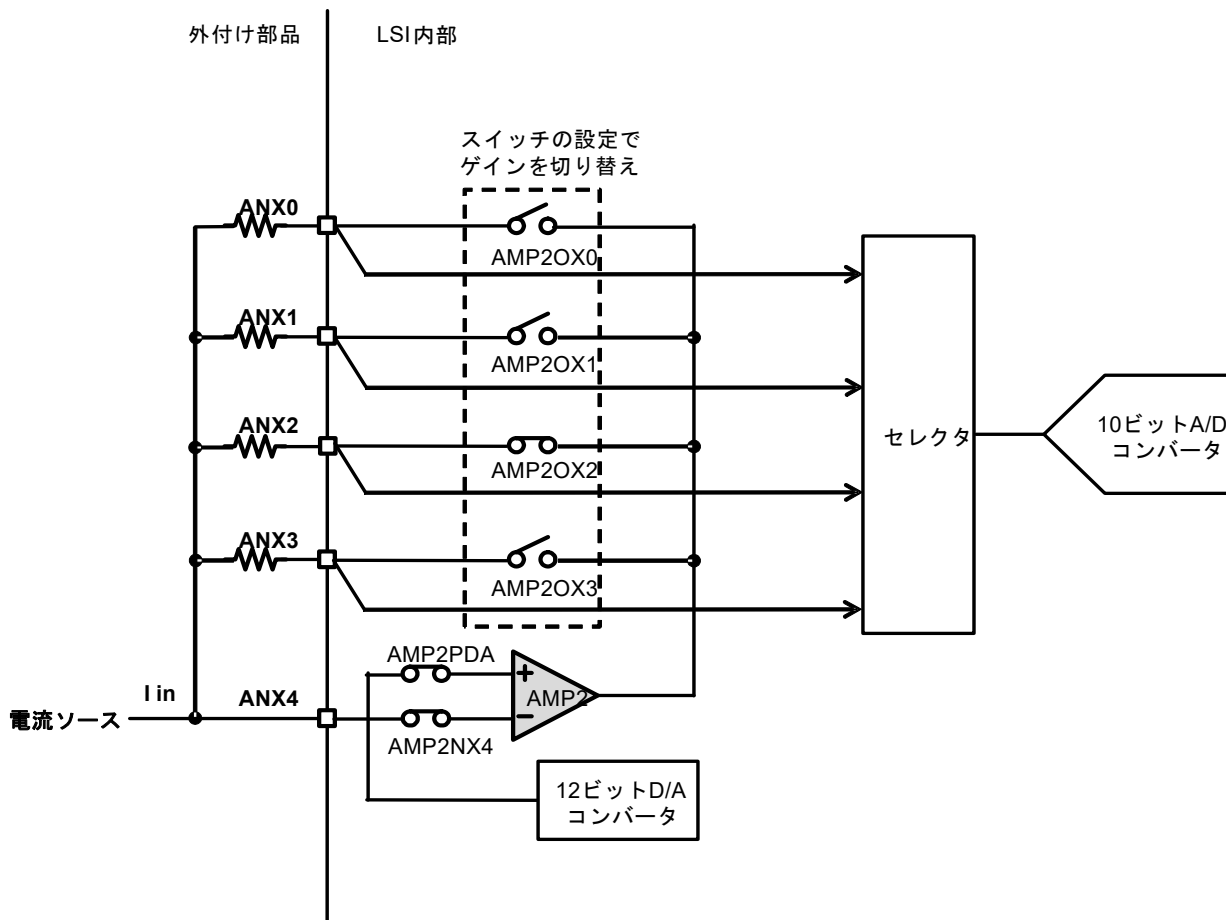 外付け部品
LSI内部
スイッチの設定で
ゲインを切り替え
ANX0
AMP2OX0
ANX1
AMP2OX1
ANX2
AMP2OX2
ANX3
AMP2OX3
セレクタ
10ビットA/D
コンバータ
AMP2PDA
+
AMP2
−
I in
ANX4
電流ソース
AMP2NX4
12ビットD/A
コンバータ